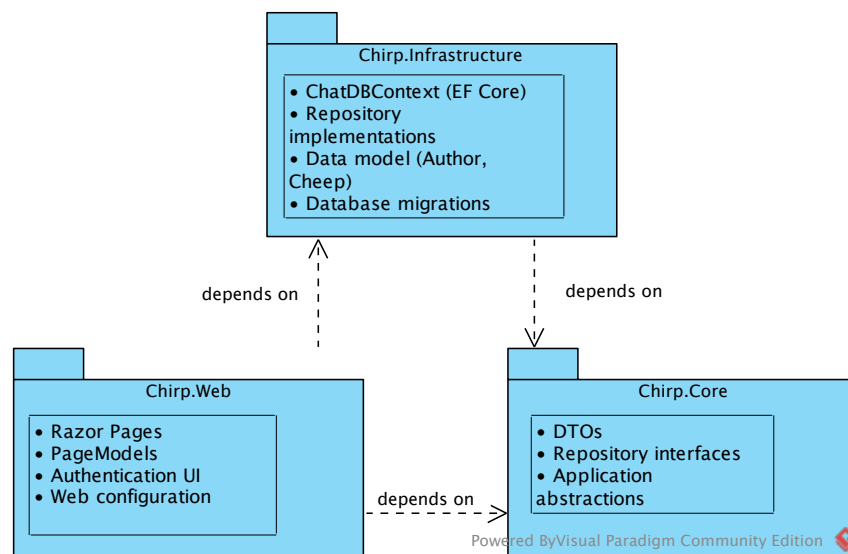 Chirp.Infrastructure
• ChatDBContext (EF Core)
• Repository
implementations
• Data model (Author,
Cheep)
• Database migrations
depends on
depends on
Chirp.Web
• Razor Pages
• PageModels
• Authentication UI
• Web configuration
depends on
Chirp.Core
• DTOs
• Repository interfaces
• Application
abstractions
Powered ByVisual Paradigm Community Edition